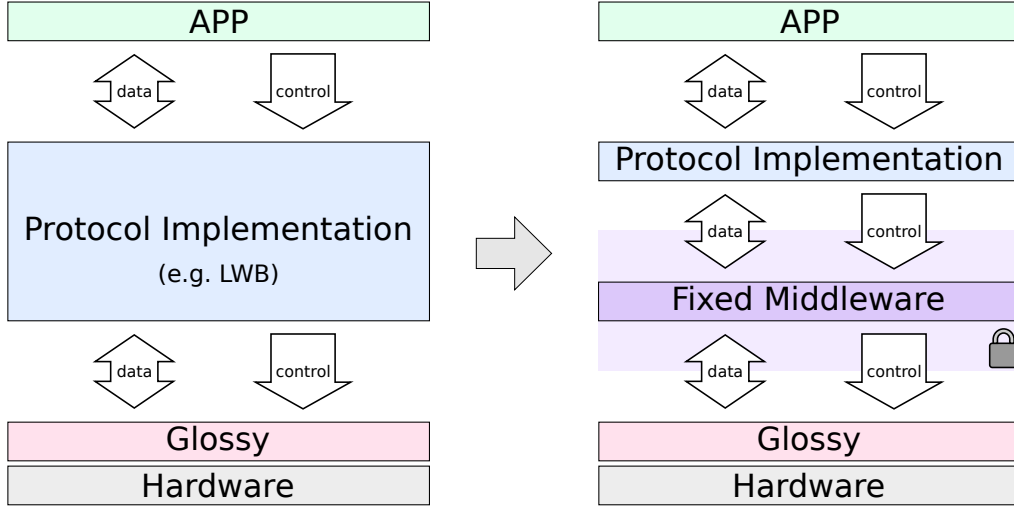 APP
data
control
Protocol Implementation
(e.g. LWB)
data
control
Glossy
Hardware
APP
data
control
Protocol Implementation
data
control
Fixed Middleware
data
control
Glossy
Hardware